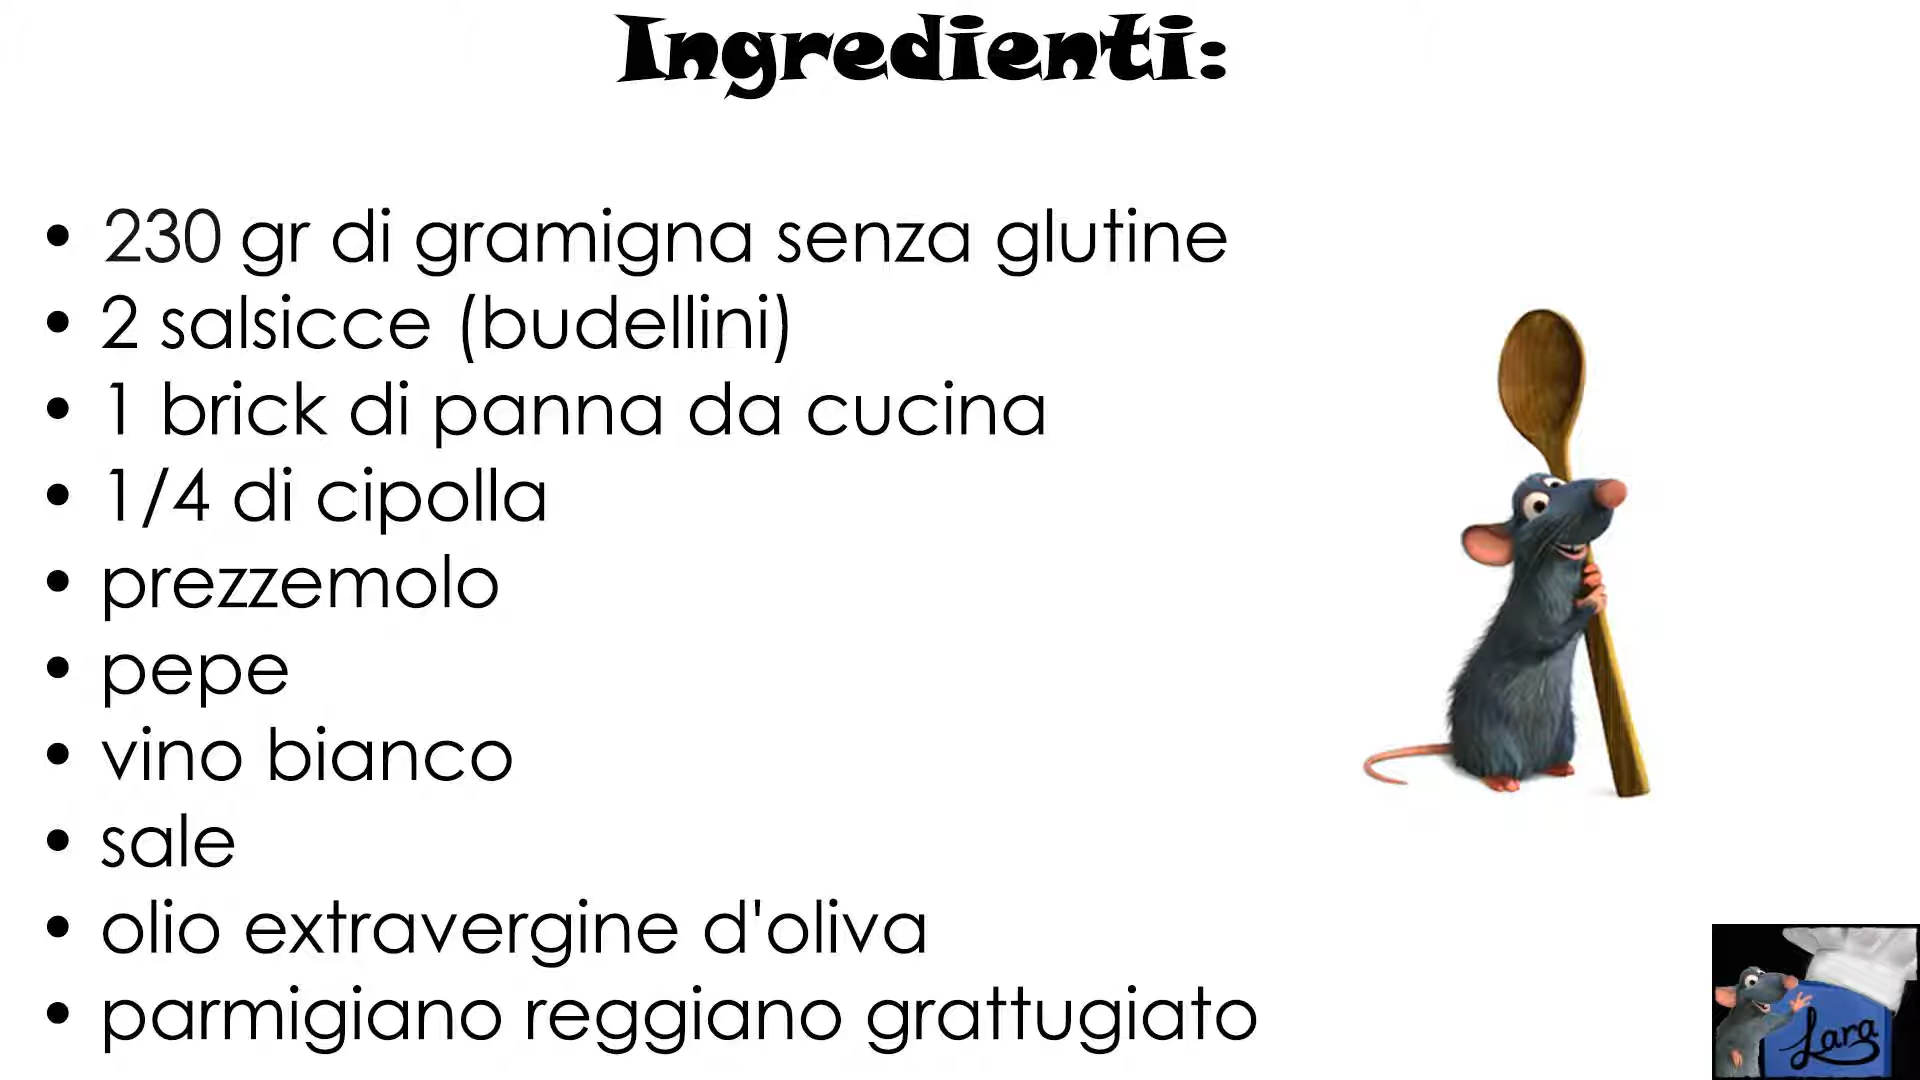 Ingredienti:
• 230 gr di gramigna senza glutine
• 2 salsicce (budellini)
• 1 brick di panna da cucina
• 1/4 di cipolla
• prezzemolo
• pepe
• vino bianco
• sale
• olio extravergine d'oliva
• parmigiano reggiano grattugiato
Lara